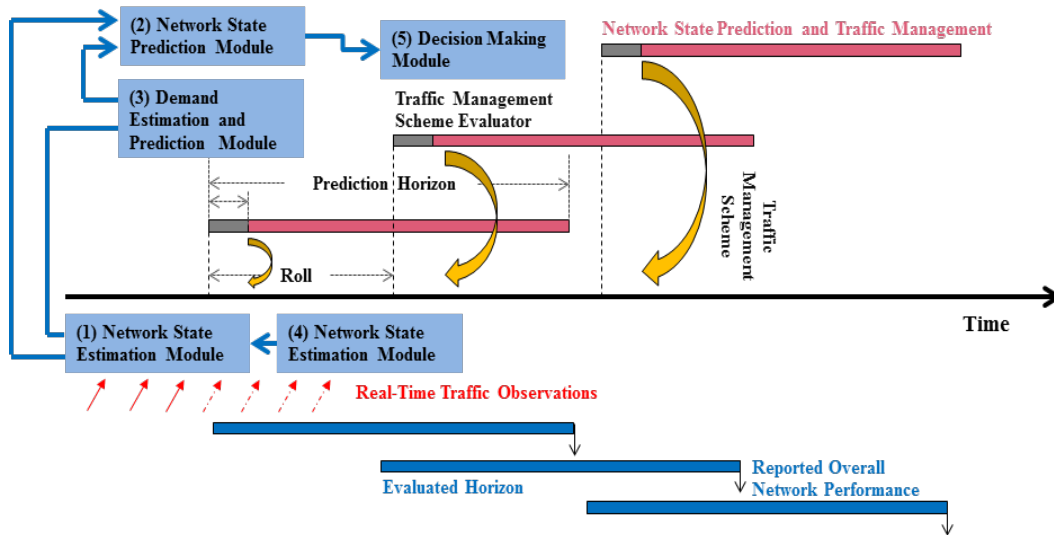 (2) Network State
Prediction Module
(5) Decision Making
Module
Network State Prediction and Traffic Management
(3) Demand
Estimation and
Prediction Module
Traffic Management
Scheme Evaluator
Prediction Horizon
Traffic
Management
Scheme
Roll
Time
(1) Network State
Estimation Module
(4) Network State
Estimation Module
Real-Time Traffic Observations
Evaluated Horizon
Reported Overall
Network Performance